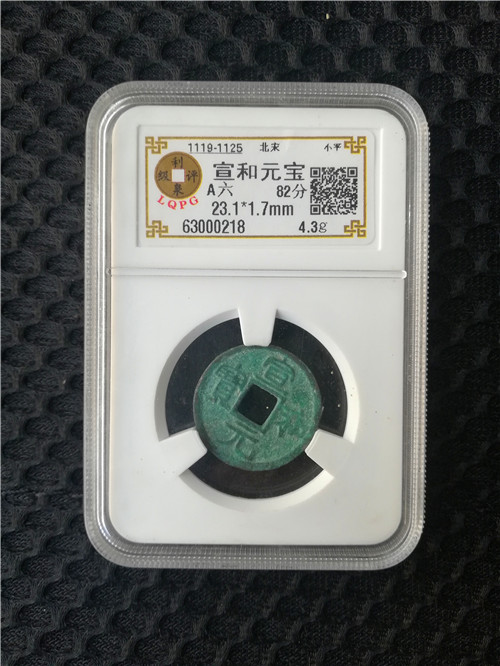 1119-1125 北宋 小平
利泉评级
LQPG
宣和元宝
A六 82分
23.1*1.7mm
63000218 4.3g
宣和元寶